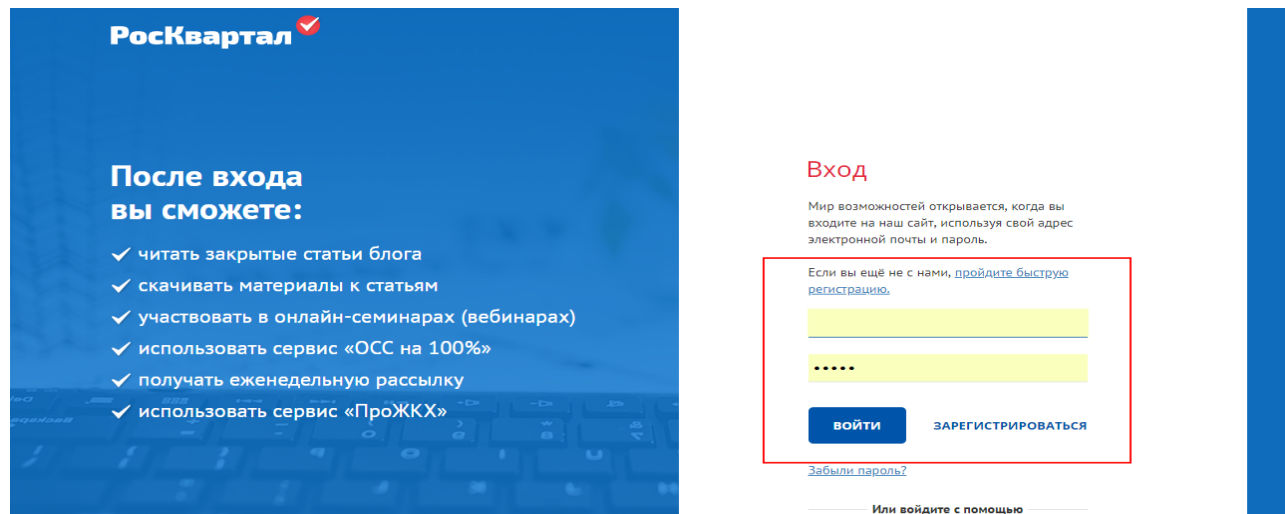 РосКвартал
После входа
вы сможете:
читать закрытые статьи блога
скачивать материалы к статьям
участвовать в онлайн-семинарах (вебинарах)
использовать сервис «ОСС на 100%»
получать еженедельную рассылку
использовать сервис «ПроЖКХ»
Вход
Мир возможностей открывается, когда вы
входите на наш сайт, используя свой адрес
электронной почты и пароль.
Если вы ещё не с нами, пройдите быструю
регистрацию.
•••••
ВОЙТИ ЗАРЕГИСТРИРОВАТЬСЯ
Забыли пароль?
Или войдите с помощью